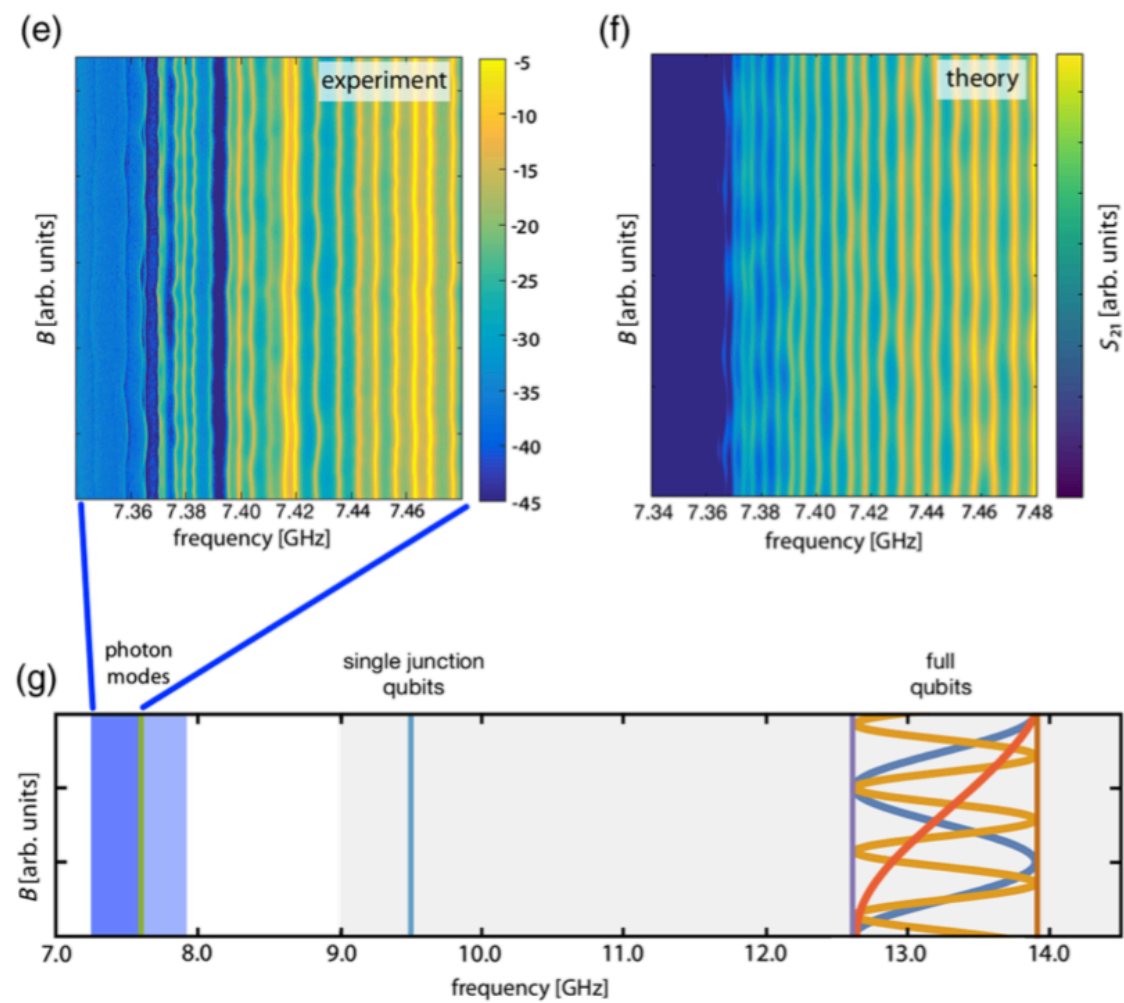 (e)
experiment
-5
-10
-15
-20
-25
-30
-35
-40
-45
B [arb. units]
7.36 7.38 7.40 7.42 7.44 7.46
frequency [GHz]
(f)
theory
B [arb. units]
S21 [arb. units]
7.34 7.36 7.38 7.40 7.42 7.44 7.46 7.48
frequency [GHz]
(g)
photon
modes
single junction
qubits
full
qubits
B [arb. units]
7.0 8.0 9.0 10.0 11.0 12.0 13.0 14.0
frequency [GHz]